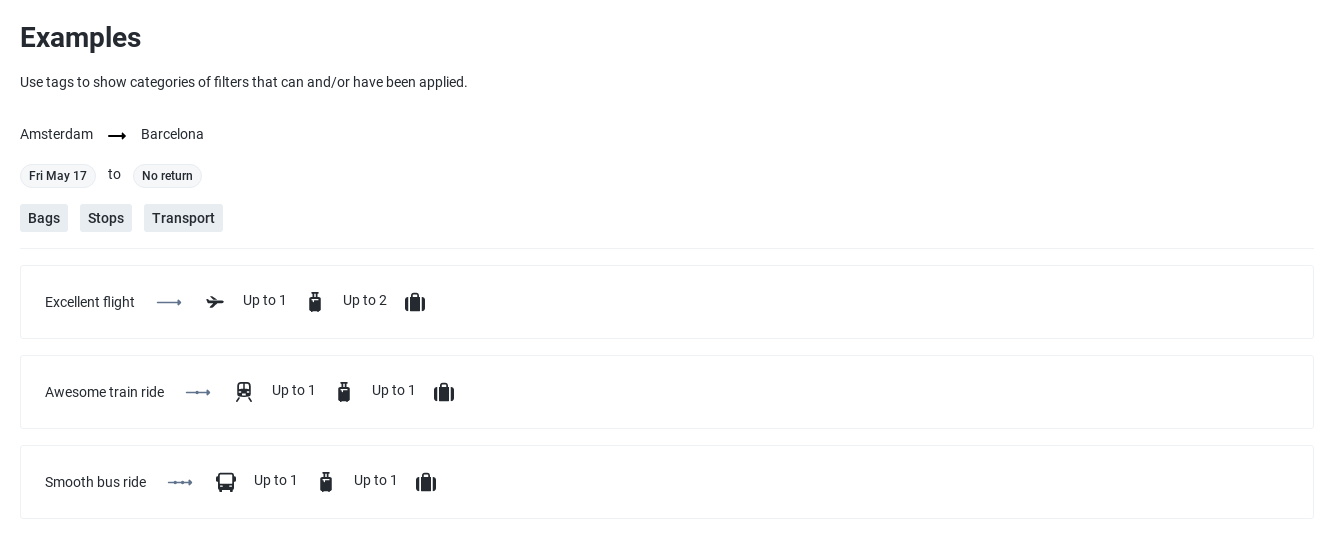 Examples
Use tags to show categories of filters that can and/or have been applied.
Amsterdam Barcelona
Fri May 17 to No return
Bags Stops Transport
Excellent flight Up to 1 Up to 2
Awesome train ride Up to 1 Up to 1
Smooth bus ride Up to 1 Up to 1